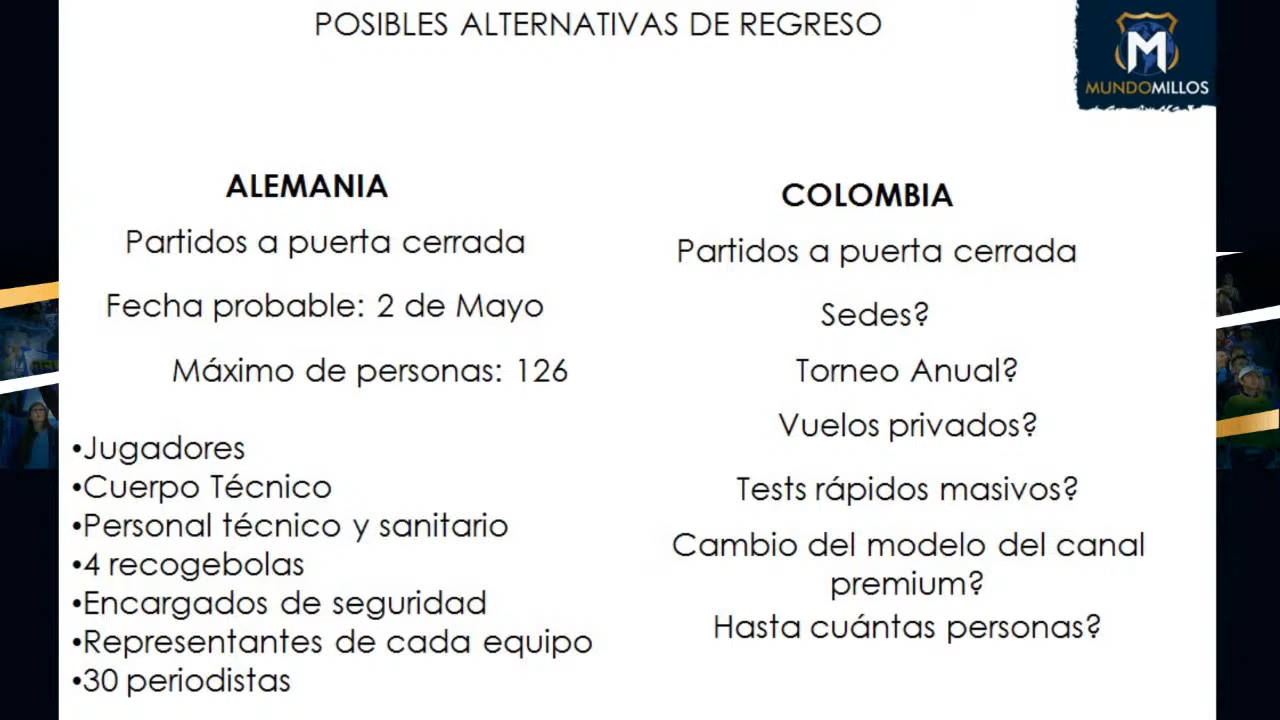 POSIBLES ALTERNATIVAS DE REGRESO
M
MUNDOMILLOS
ALEMANIA
Partidos a puerta cerrada
Fecha probable: 2 de Mayo
Máximo de personas: 126
•Jugadores
•Cuerpo Técnico
•Personal técnico y sanitario
•4 recogebolas
•Encargados de seguridad
•Representantes de cada equipo
•30 periodistas
COLOMBIA
Partidos a puerta cerrada
Sedes?
Torneo Anual?
Vuelos privados?
Tests rápidos masivos?
Cambio del modelo del canal
premium?
Hasta cuántas personas?